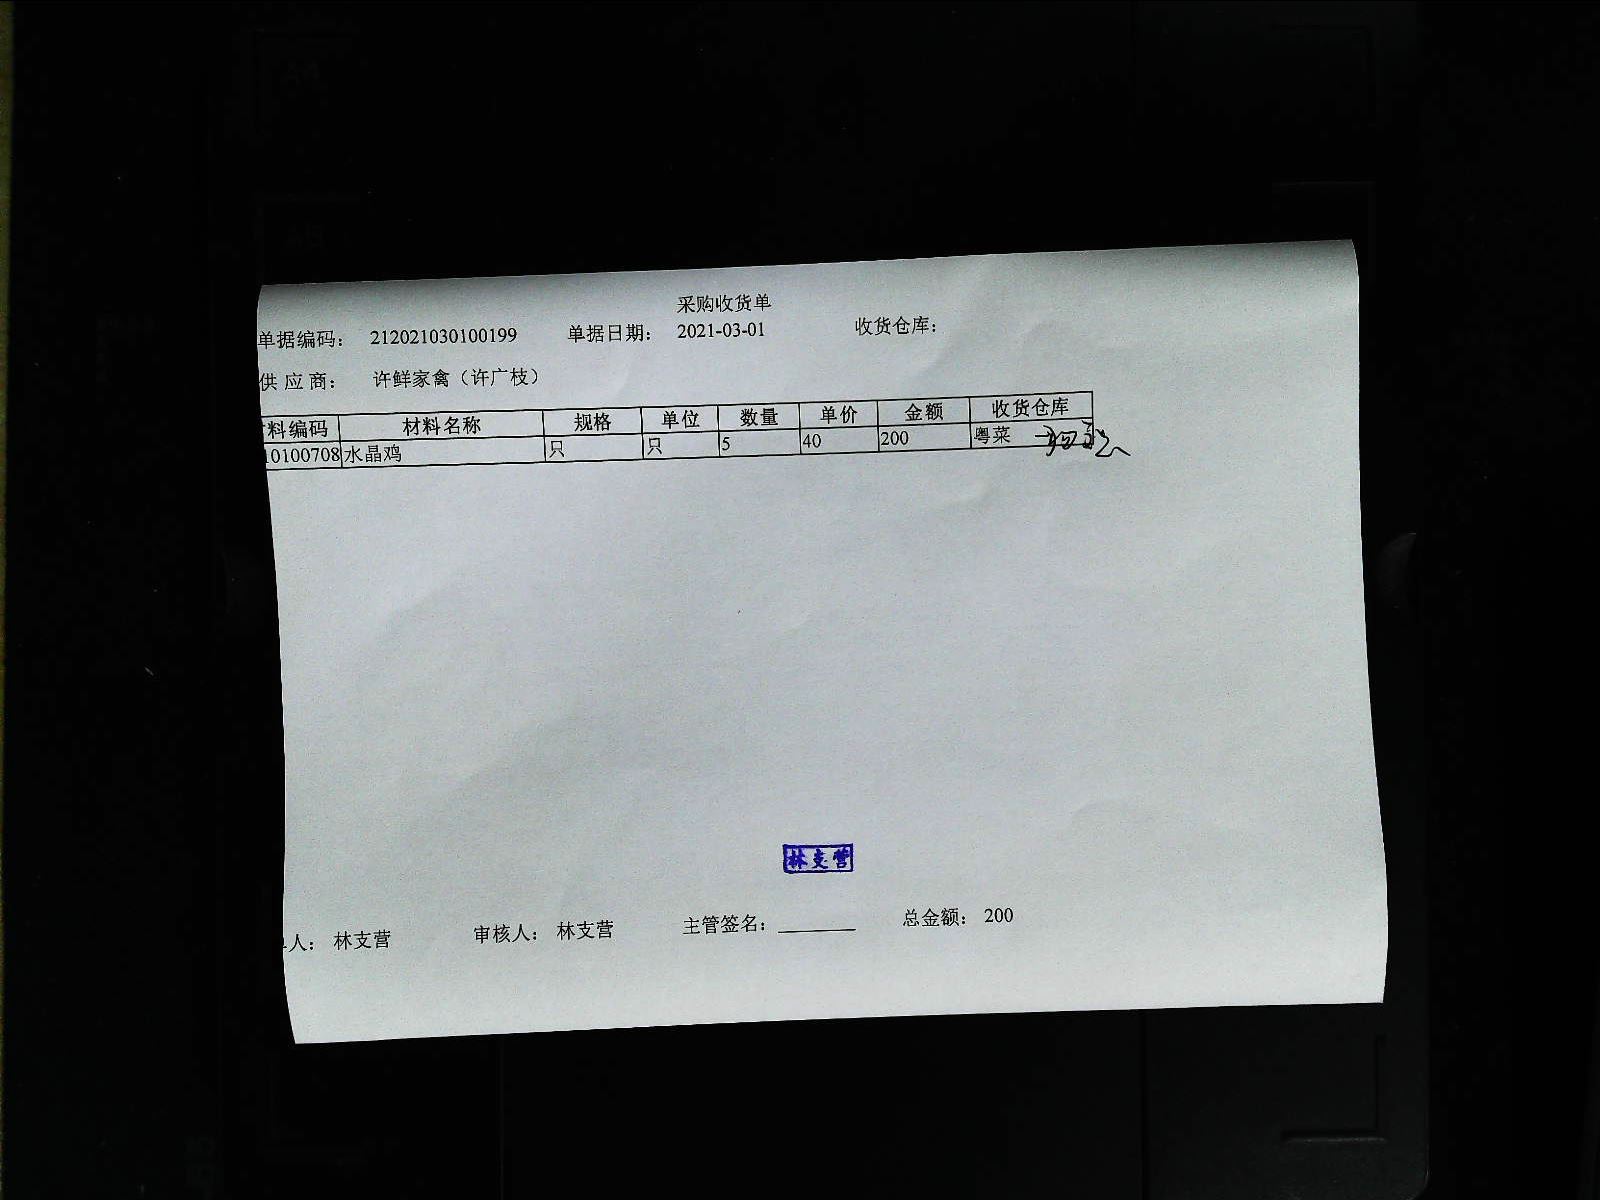 采购收货单
单据编码： 212021030100199 单据日期： 2021-03-01 收货仓库：
供应商： 许鲜家禽（许广枝）
料编码 材料名称 规格 单位 数量 单价 金额 收货仓库
10100708 水晶鸡 只 只 5 40 200 粤菜
林支营
人： 林支营 审核人： 林支营 主管签名： 总金额： 200